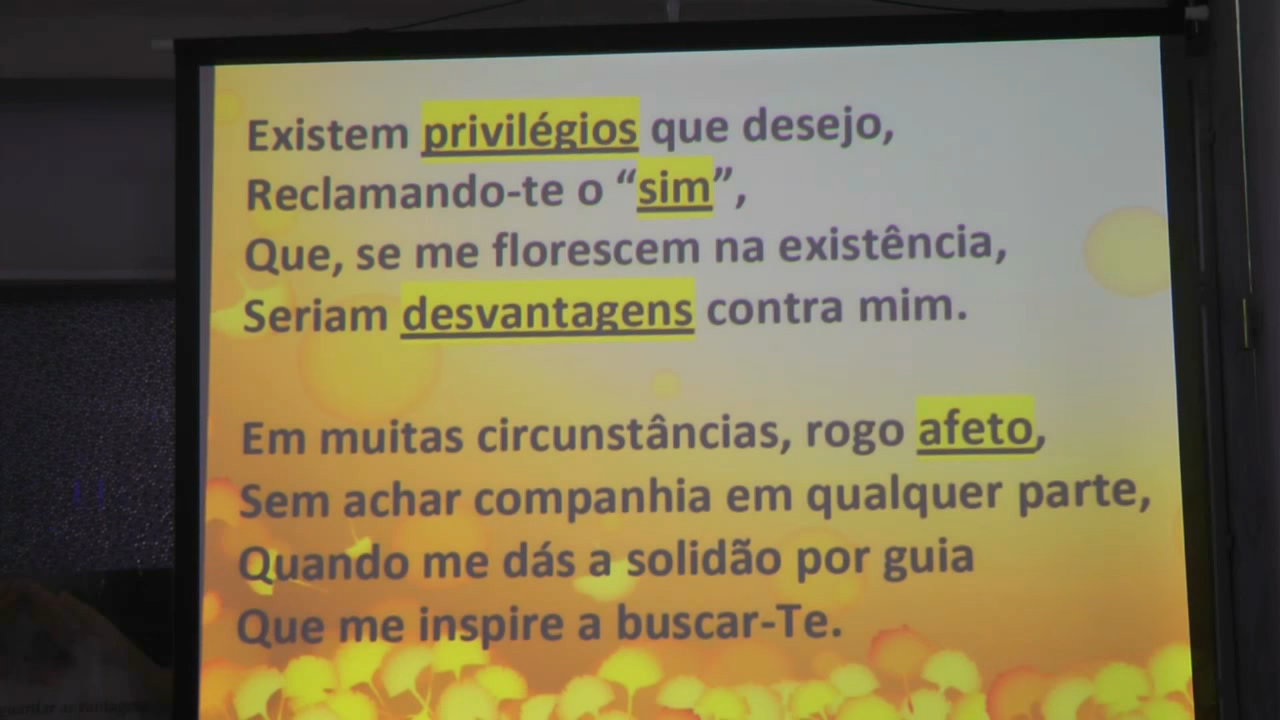 Existem privilégios que desejo,
Reclamando-te o “sim”,
Que, se me florescem na existência,
Seriam desvantagens contra mim.
Em muitas circunstâncias, rogo afeto,
Sem achar companhia em qualquer parte,
Quando me dás a solidão por guia
Que me inspire a buscar-Te.